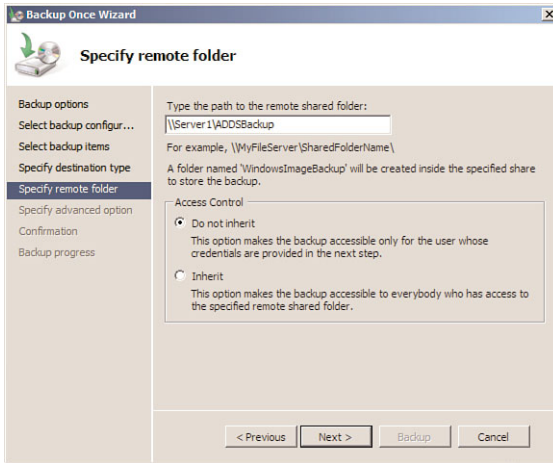 Backup Once Wizard
Specify remote folder
Backup options
Select backup configur...
Select backup items
Specify destination type
Specify remote folder
Specify advanced option
Confirmation
Backup progress
Type the path to the remote shared folder:
\\Server1\ADDSBackup
For example, \\MyFileServer\SharedFolderName\
A folder named 'WindowsImageBackup' will be created inside the specified share
to store the backup.
Access Control
Do not inherit
This option makes the backup accessible only for the user whose
credentials are provided in the next step.
Inherit
This option makes the backup accessible to everybody who has access to
the specified remote shared folder.
< Previous
Next >
Backup
Cancel